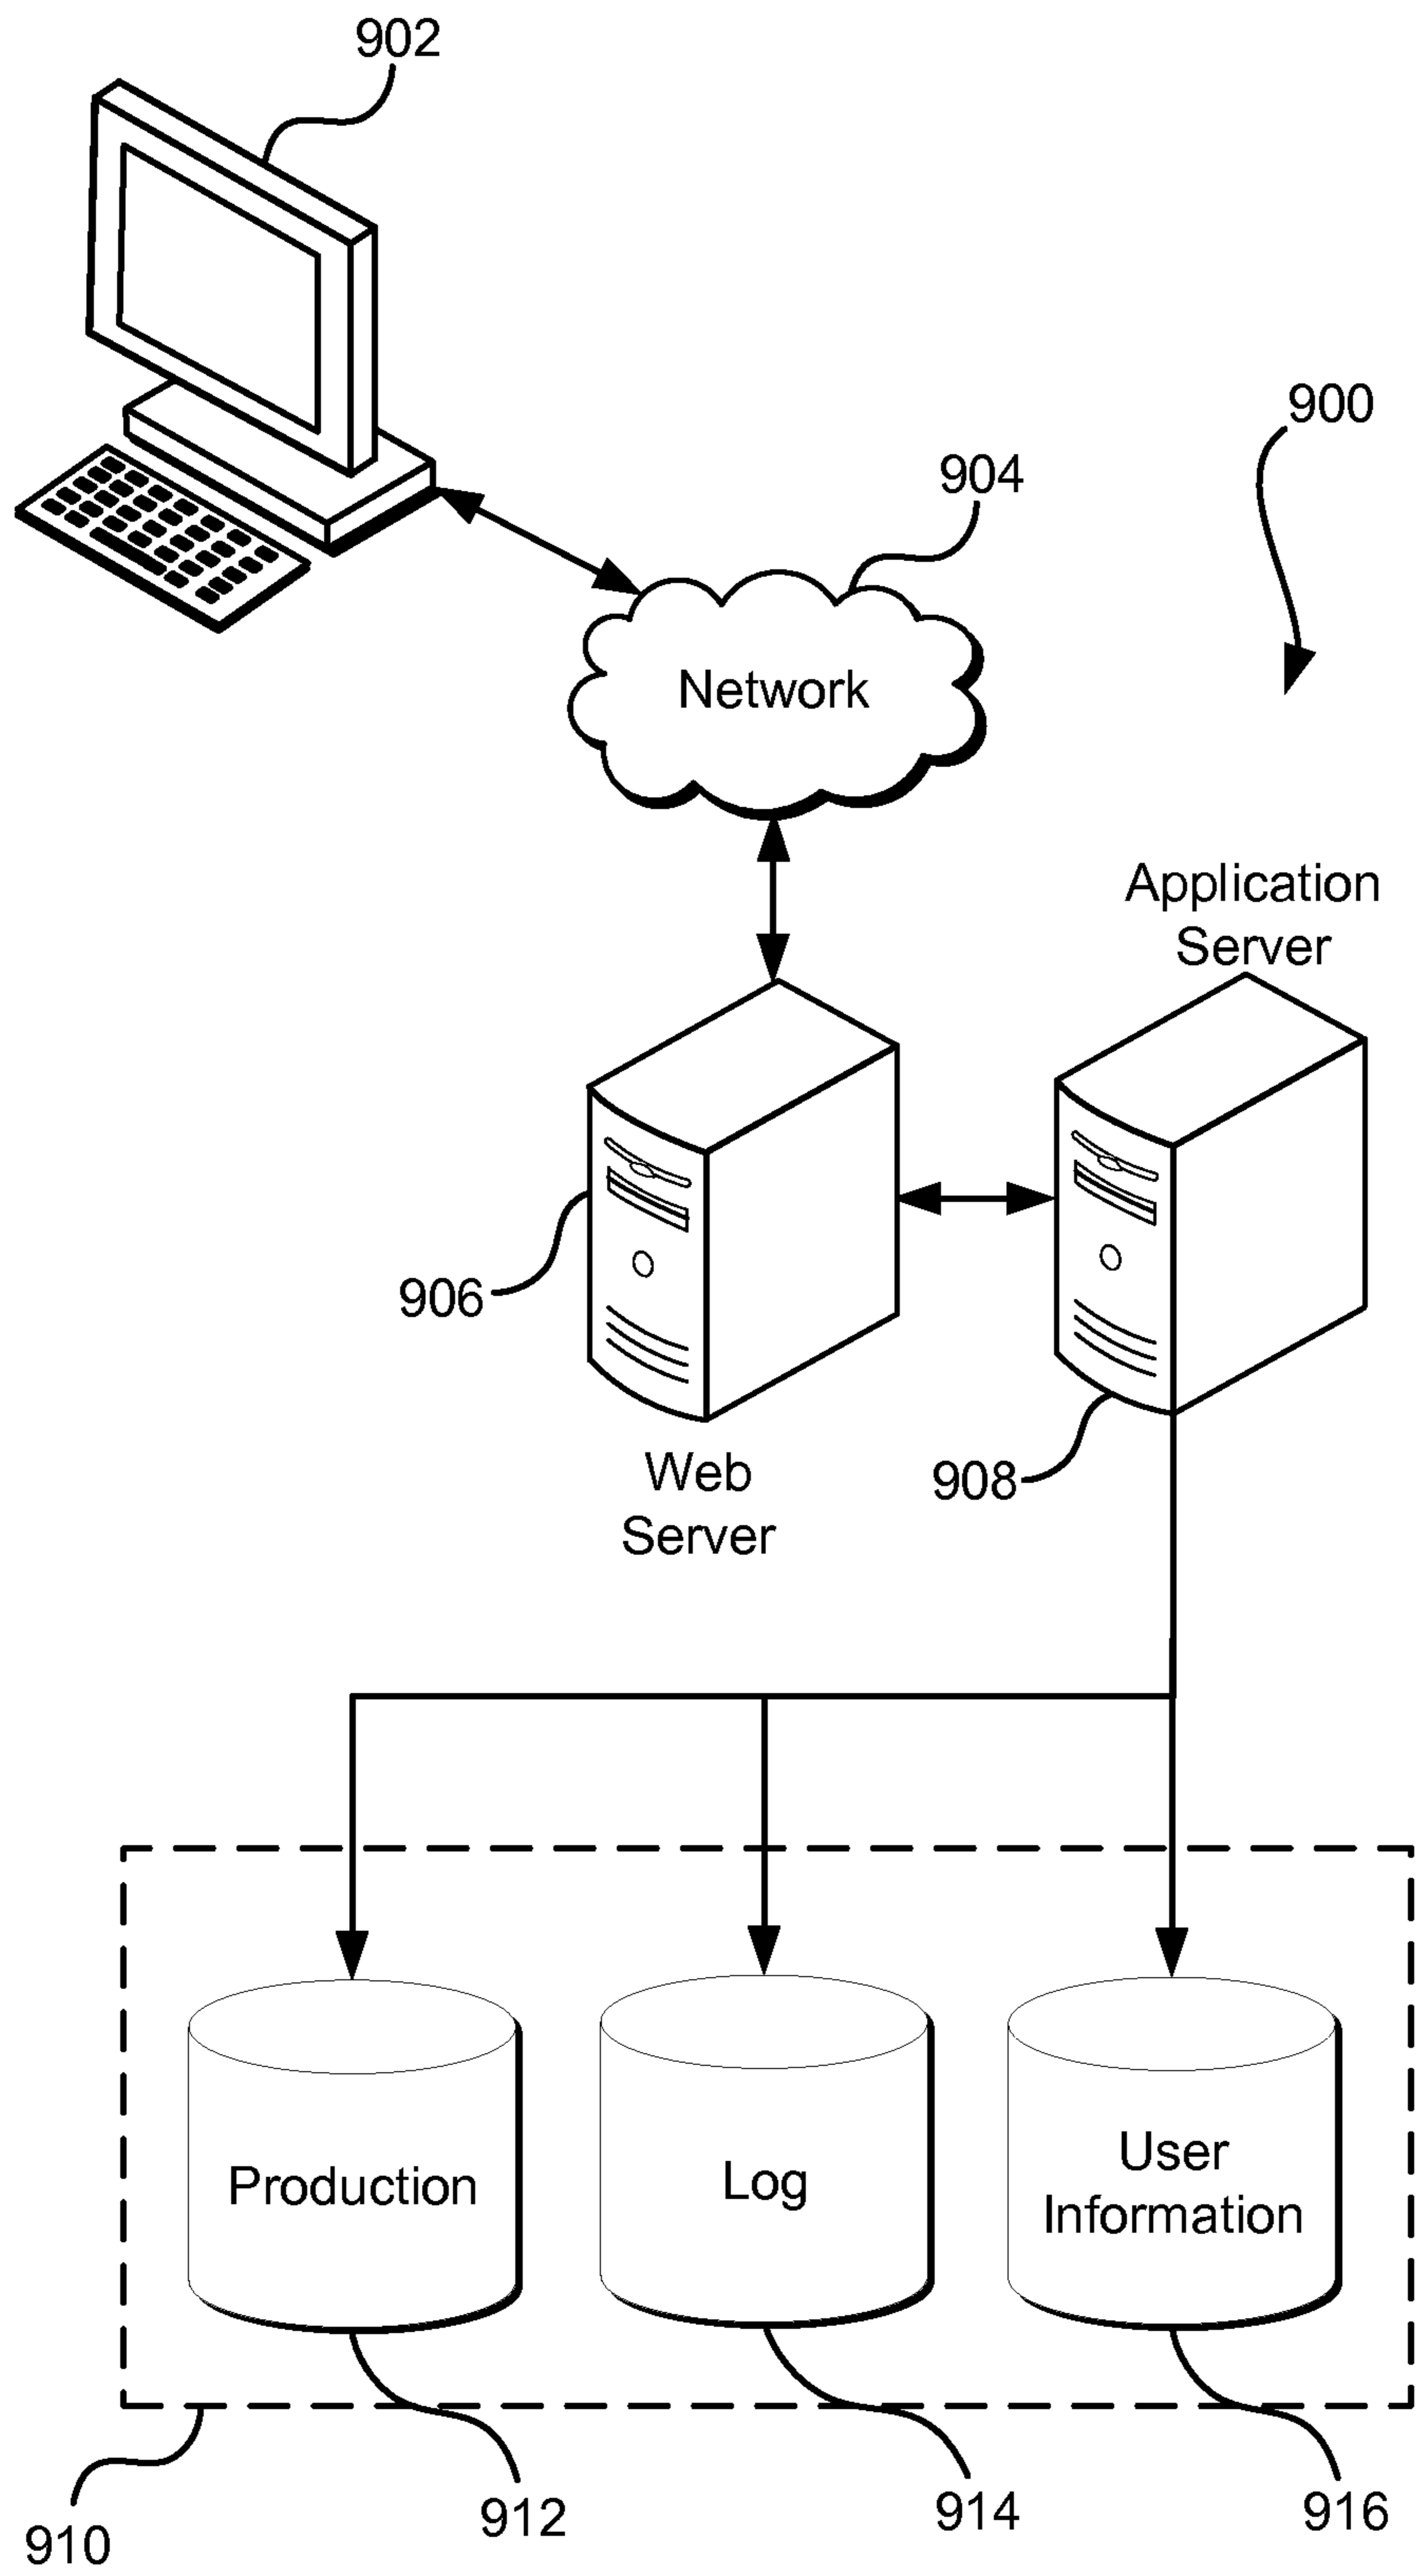 902
900
904
Network
Application
Server
906
Web
Server
908
Production
Log
User
Information
910
912
914
916